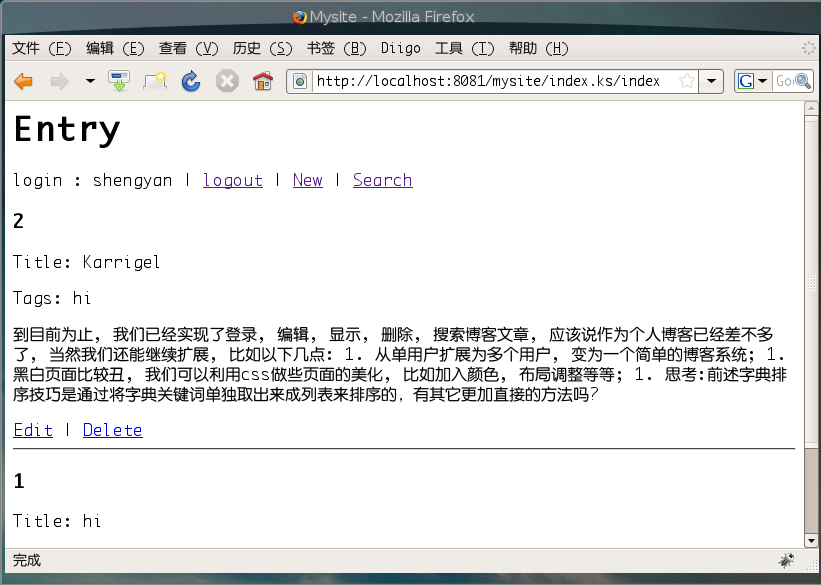 Mysite - Mozilla Firefox
文件 (F) 编辑 (E) 查看 (V) 历史 (S) 书签 (B) Diigo 工具 (T) 帮助 (H)
http://localhost:8081/mysite/index.ks/index G Go
Entry
login : shengyan | logout | New | Search
2
Title: Karrigel
Tags: hi
到目前为止, 我们已经实现了登录, 编辑, 显示, 删除, 搜索博客文章, 应该说作为个人博客已经差不多
了, 当然我们还能继续扩展, 比如以下几点: 1. 从单用户扩展为多个用户, 变为一个简单的博客系统; 1.
黑白页面比较丑, 我们可以利用css做些页面的美化, 比如加入颜色, 布局调整等等; 1. 思考:前述字典排
序技巧是通过将字典关键词单独取出来成列表来排序的, 有其它更加直接的方法吗?
Edit | Delete
1
Title: hi
完成